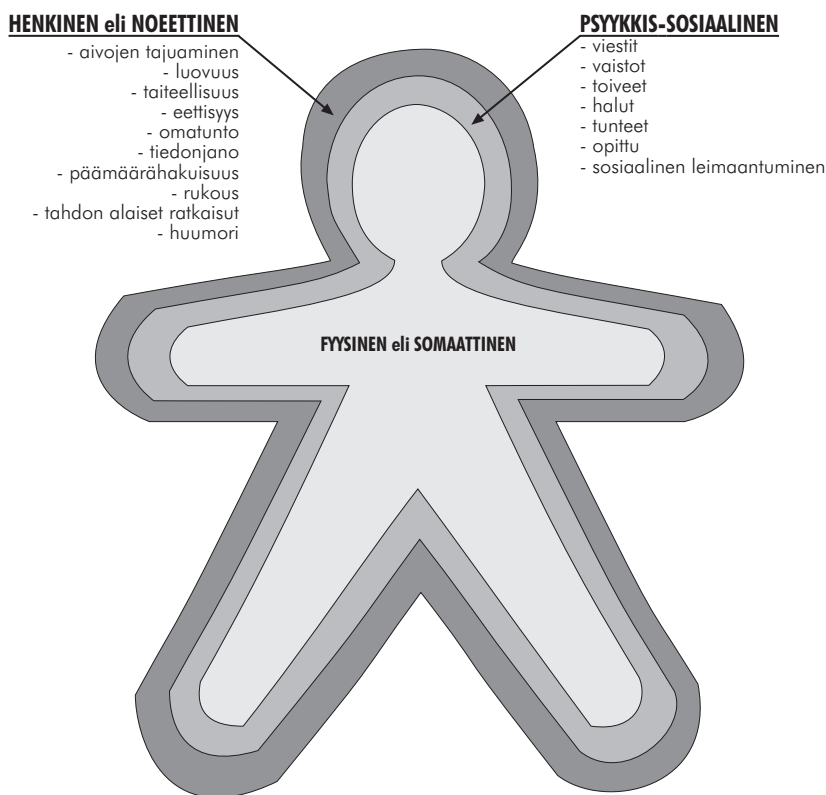 HENKINEN eli NOEETTINEN
- aivojen tajuaminen
- luovuus
- taiteellisuus
- eettisyys
- omatunto
- tiedonjano
- päämäärähakuisuus
- rukous
- tahdon alaiset ratkaisut
- huumori
PSYYKKIS-SOSIAALINEN
- viestit
- vaistot
- toiveet
- halut
- tunteet
- opittu
- sosiaalinen leimaantuminen
FYYSINEN eli SOMAATTINEN